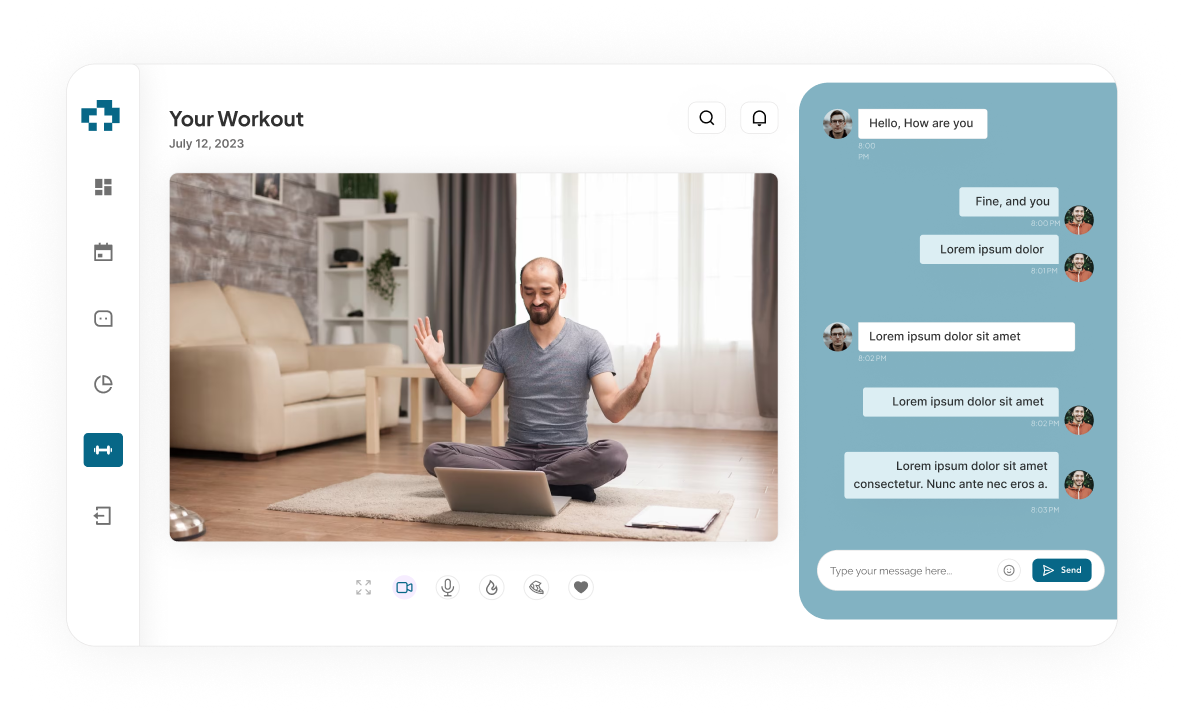 Your Workout
July 12, 2023
Hello, How are you
8:00
PM
Fine, and you
8:00 PM
Lorem ipsum dolor
8:01 PM
Lorem ipsum dolor sit amet
8:02 PM
Lorem ipsum dolor sit amet
8:02 PM
Lorem ipsum dolor sit amet
consectetur. Nunc ante nec eros a.
8:03 PM
Type your message here...
Send